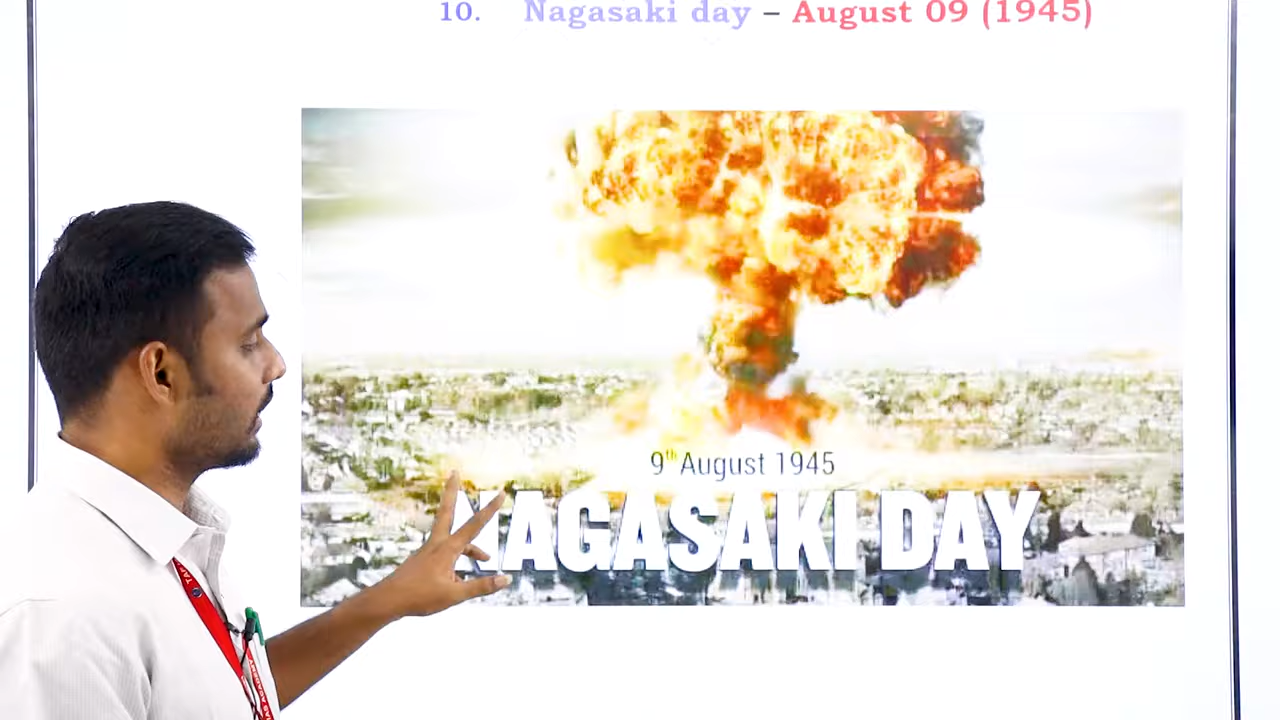 10. Nagasaki day – August 09 (1945)
9th August 1945
NAGASAKI DAY